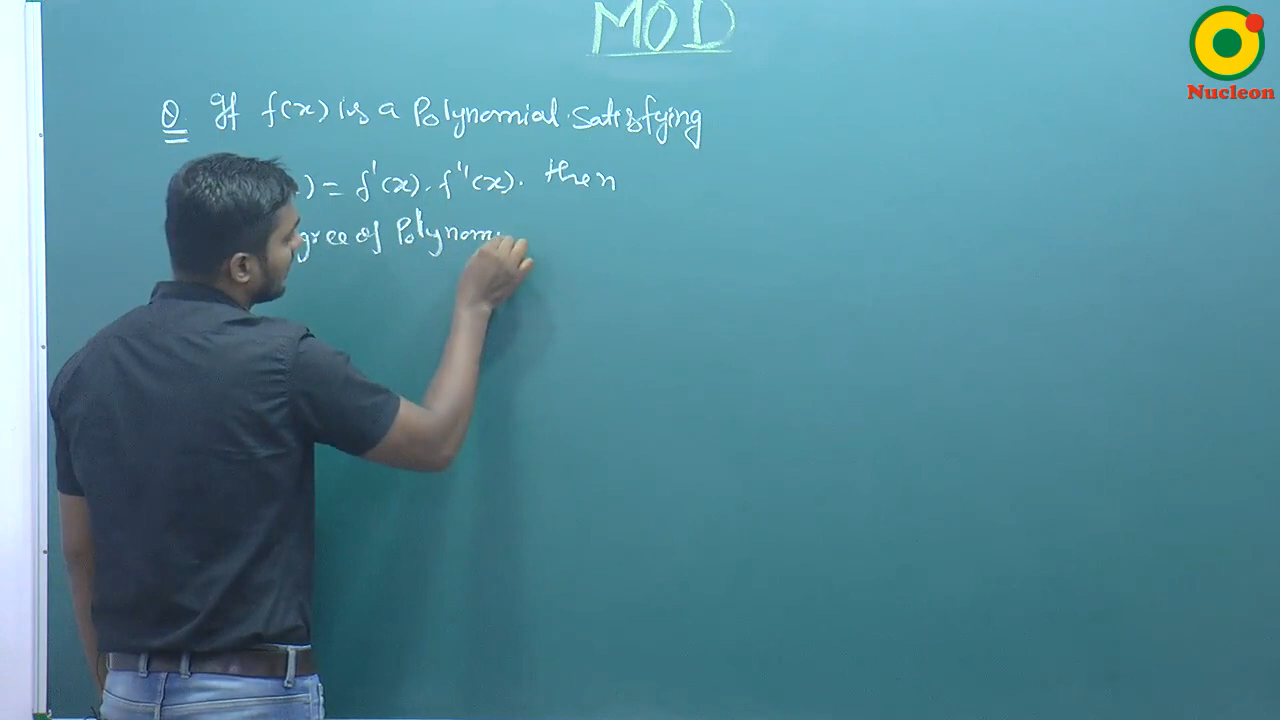 MOD
Nucleon
Q. If f(x) is a Polynomial satisfying
) = f'(x). f''(x). then
gree of Polynom